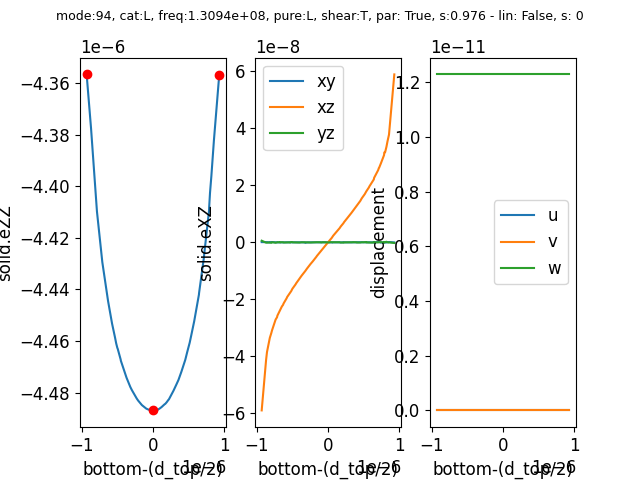 mode:94, cat:L, freq:1.3094e+08, pure:L, shear:T, par: True, s:0.976 - lin: False, s: 0
1e−6
−4.36
−4.38
−4.40
−4.42
−4.44
−4.46
−4.48
solid.eZZ
−1
0
1
1e−6
bottom-(d_top/2)
1e−8
6
4
2
0
−2
−4
−6
solid.eXZ
xy
xz
yz
−1
0
1
1e−6
bottom-(d_top/2)
1e−11
1.2
1.0
0.8
0.6
0.4
0.2
0.0
displacement
u
v
w
−1
0
1
1e−6
bottom-(d_top/2)